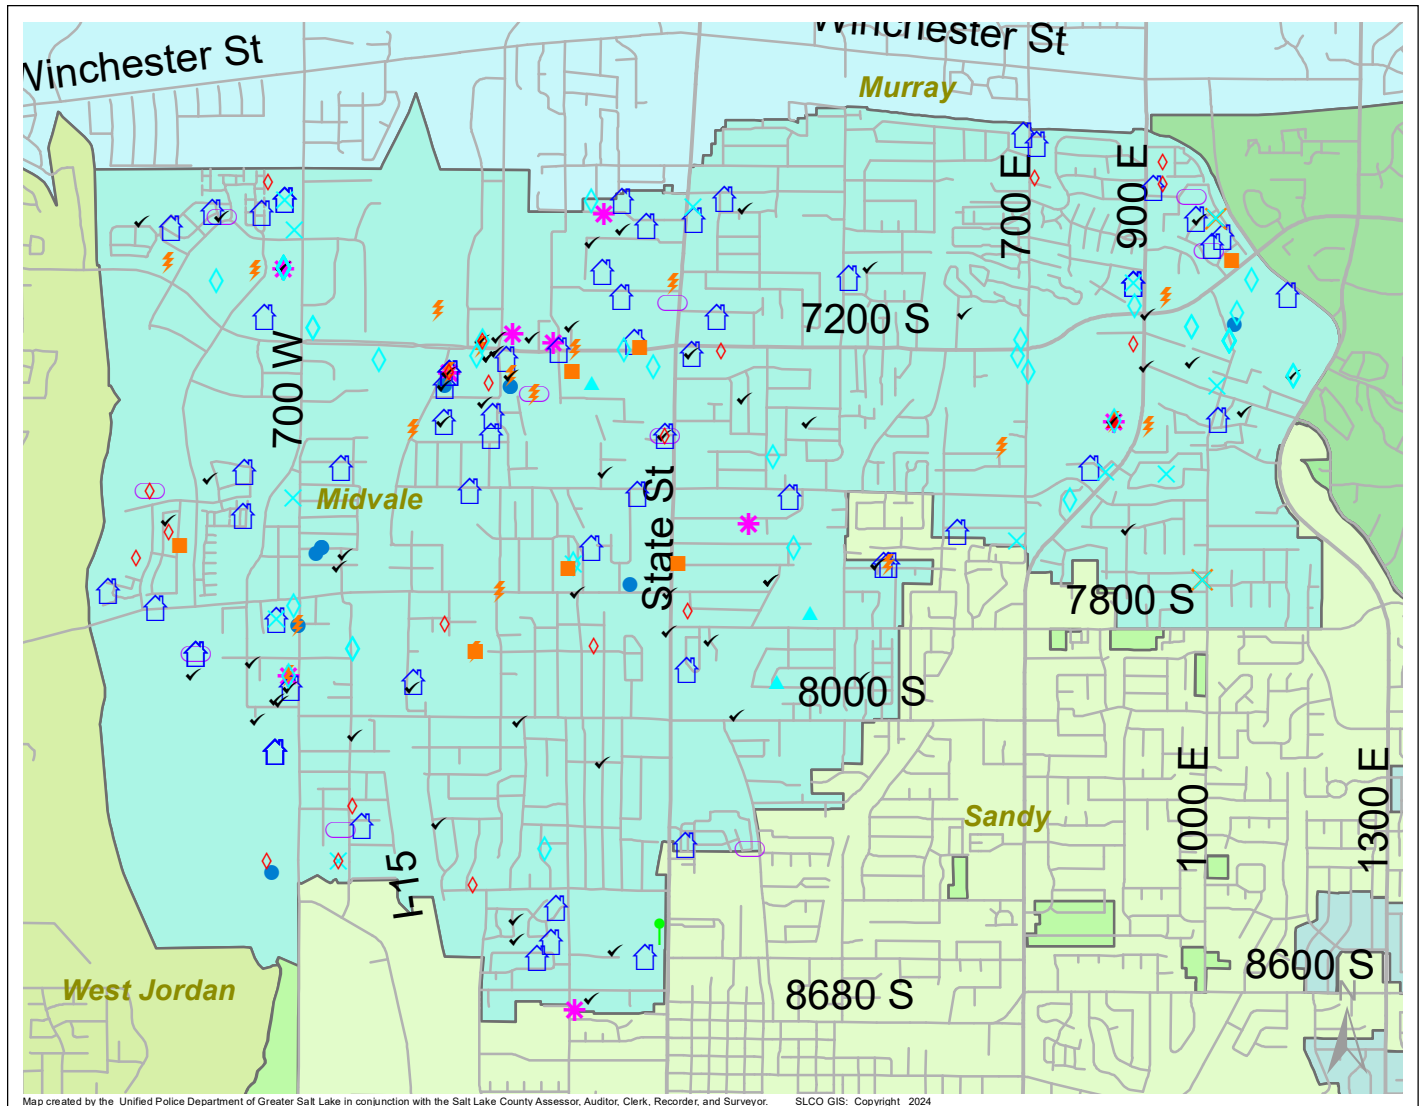 Winchester St
Winchester St
Murray
700 E
900 E
7200 S
700 W
Midvale
State St
7800 S
8000 S
Sandy
1000 E
1300 E
I-15
West Jordan
8600 S
8680 S
Map created by the Unified Police Department of Greater Salt Lake in conjunction with the Salt Lake County Assessor, Auditor, Clerk, Recorder, and Surveyor. SLCO GIS: Copyright 2024